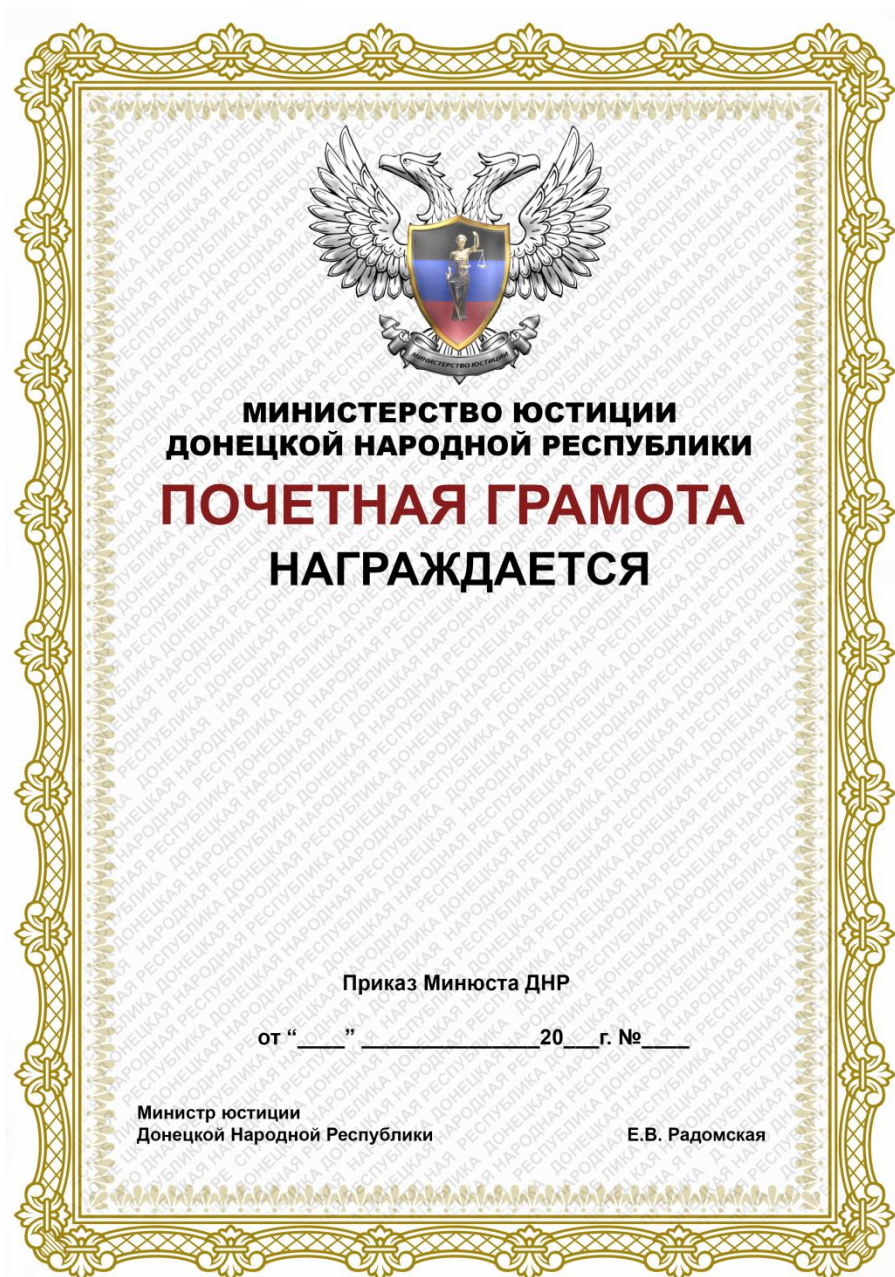 МИНИСТЕРСТВО ЮСТИЦИИ
МИНИСТЕРСТВО ЮСТИЦИИ
ДОНЕЦКОЙ НАРОДНОЙ РЕСПУБЛИКИ
ПОЧЕТНАЯ ГРАМОТА
НАГРАЖДАЕТСЯ
Приказ Минюста ДНР
от “____” _______________20___г. №____
Министр юстиции
Донецкой Народной Республики Е.В. Радомская